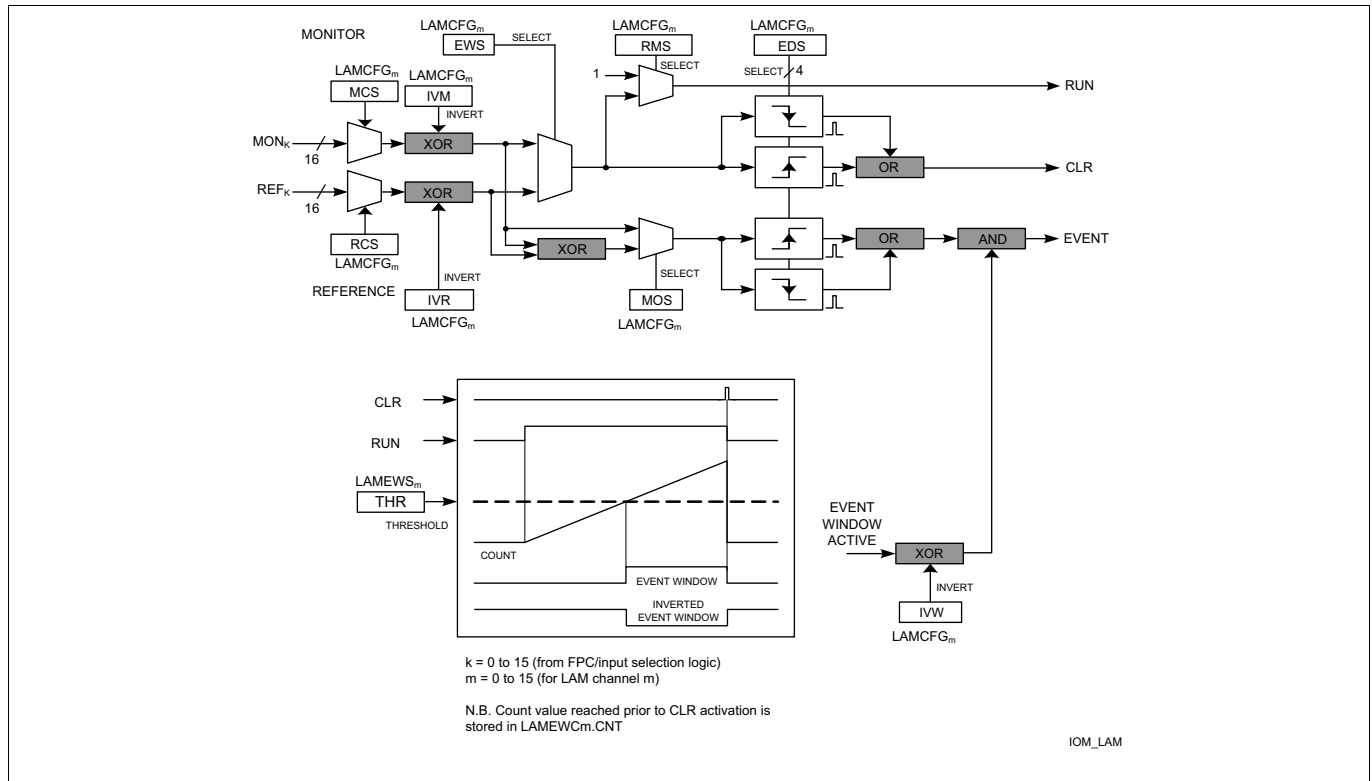 MONITOR
LAMCFGm
EWS
SELECT
LAMCFGm
RMS
SELECT
LAMCFGm
EDS
SELECT 4
1
RUN
LAMCFGm
MCS
LAMCFGm
IVM
INVERT
MONK
16
XOR
REFK
16
XOR
RCS
LAMCFGm
REFERENCE
INVERT
IVR
LAMCFGm
XOR
SELECT
MOS
LAMCFGm
OR
CLR
OR
AND
EVENT
CLR
RUN
LAMEWSm
THR
THRESHOLD
COUNT
EVENT WINDOW
INVERTED
EVENT WINDOW
EVENT
WINDOW
ACTIVE
XOR
INVERT
IVW
LAMCFGm
k = 0 to 15 (from FPC/input selection logic)
m = 0 to 15 (for LAM channel m)
N.B. Count value reached prior to CLR activation is
stored in LAMEWCm.CNT
IOM_LAM